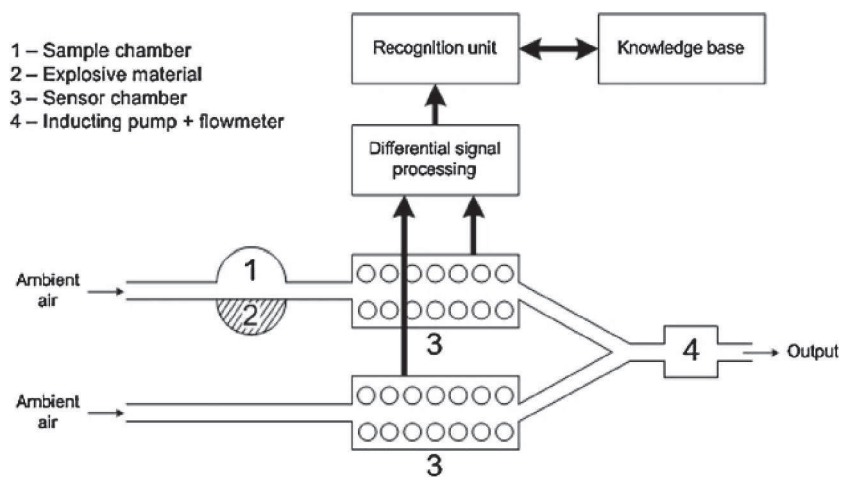 1 – Sample chamber
2 – Explosive material
3 – Sensor chamber
4 – Inducting pump + flowmeter
Recognition unit
Knowledge base
Differential signal
processing
Ambient
air
1
2
3
4
Output
Ambient
air
3